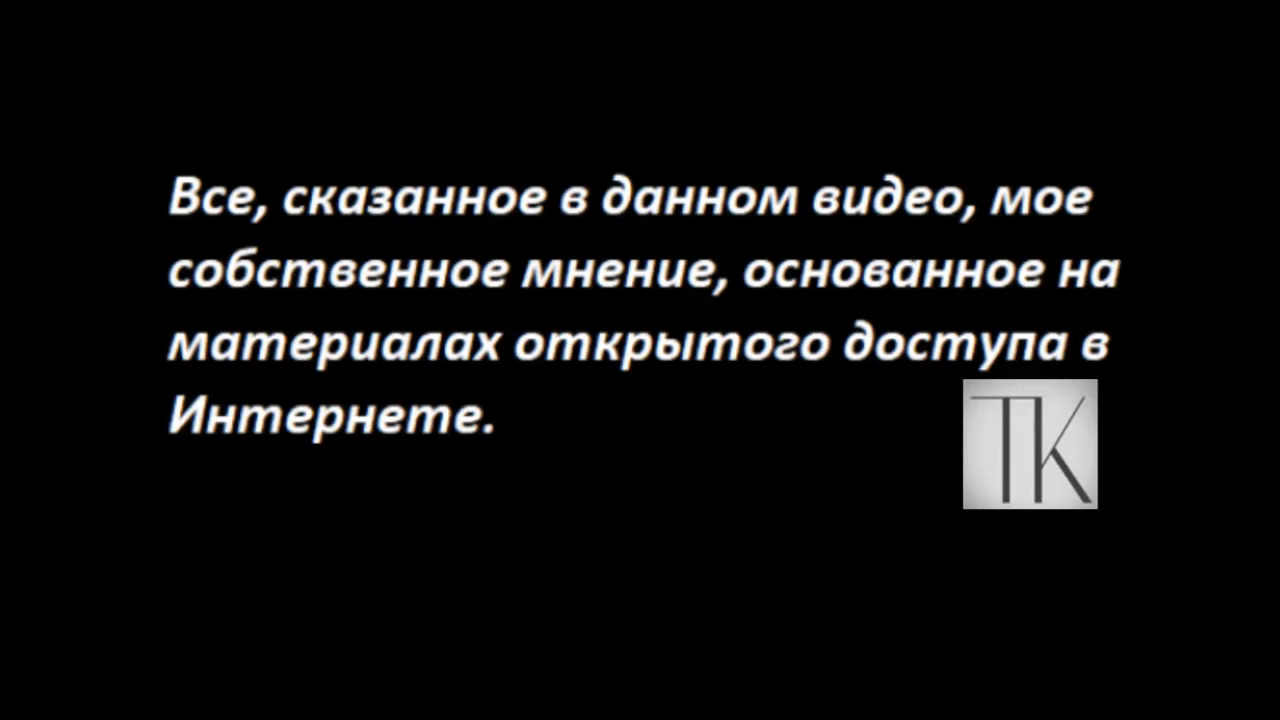 Все, сказанное в данном видео, мое
собственное мнение, основанное на
материалах открытого доступа в
Интернете.
TK